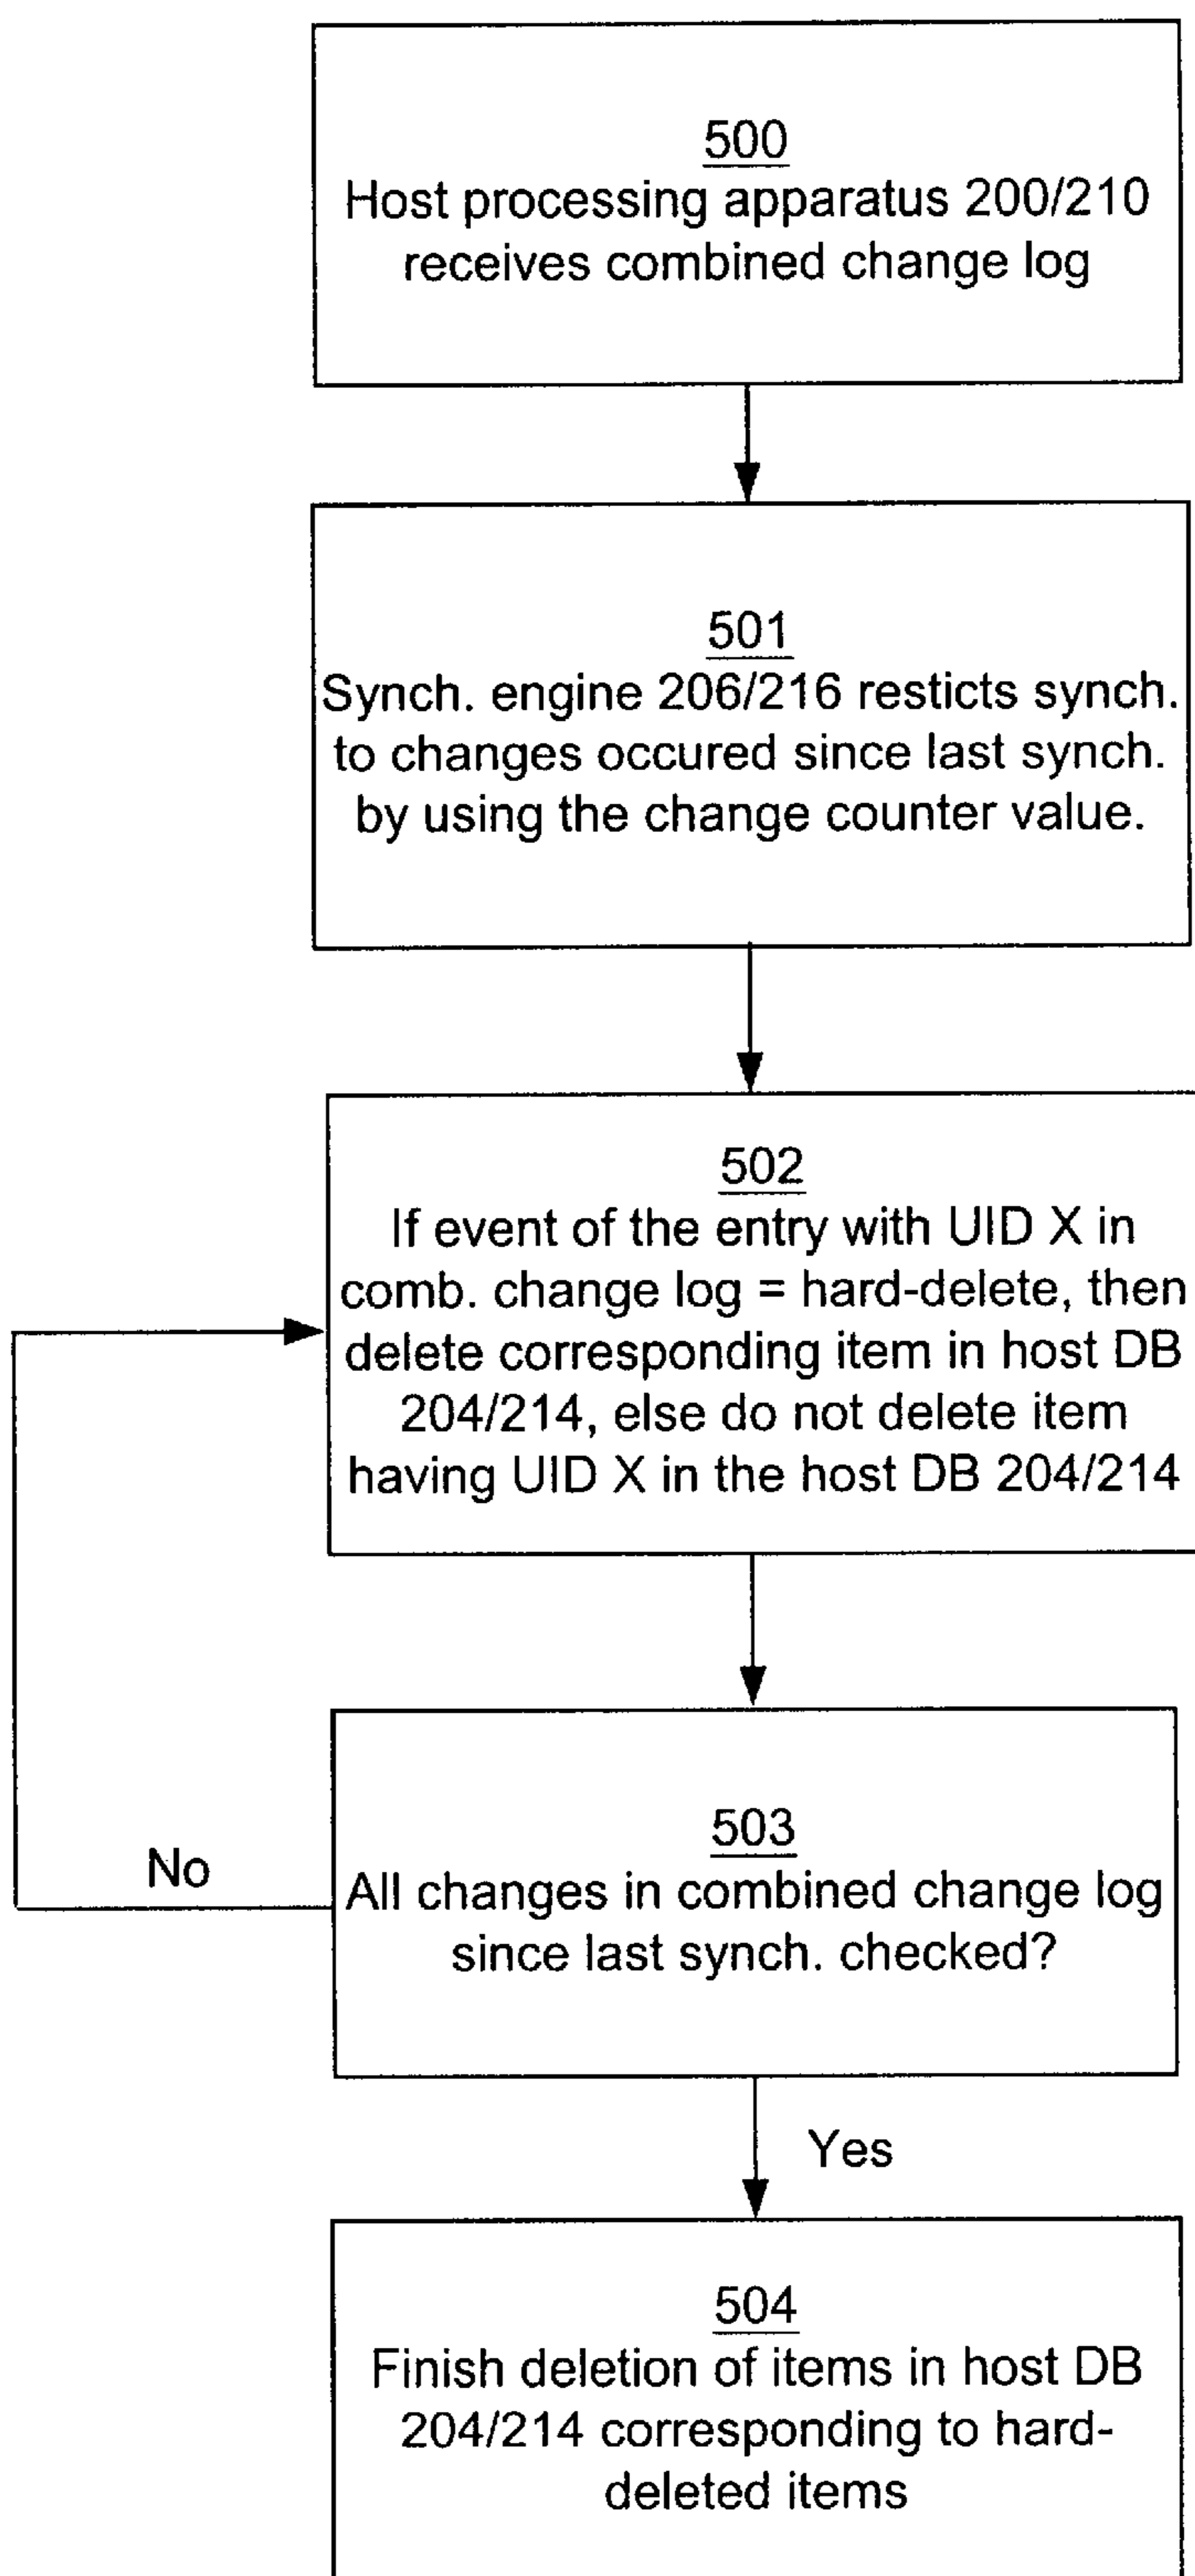 500
Host processing apparatus 200/210
receives combined change log
501
Synch. engine 206/216 resticts synch.
to changes occured since last synch.
by using the change counter value.
502
If event of the entry with UID X in
comb. change log = hard-delete, then
delete corresponding item in host DB
204/214, else do not delete item
having UID X in the host DB 204/214
503
All changes in combined change log
since last synch. checked?
No
Yes
504
Finish deletion of items in host DB
204/214 corresponding to hard-
deleted items